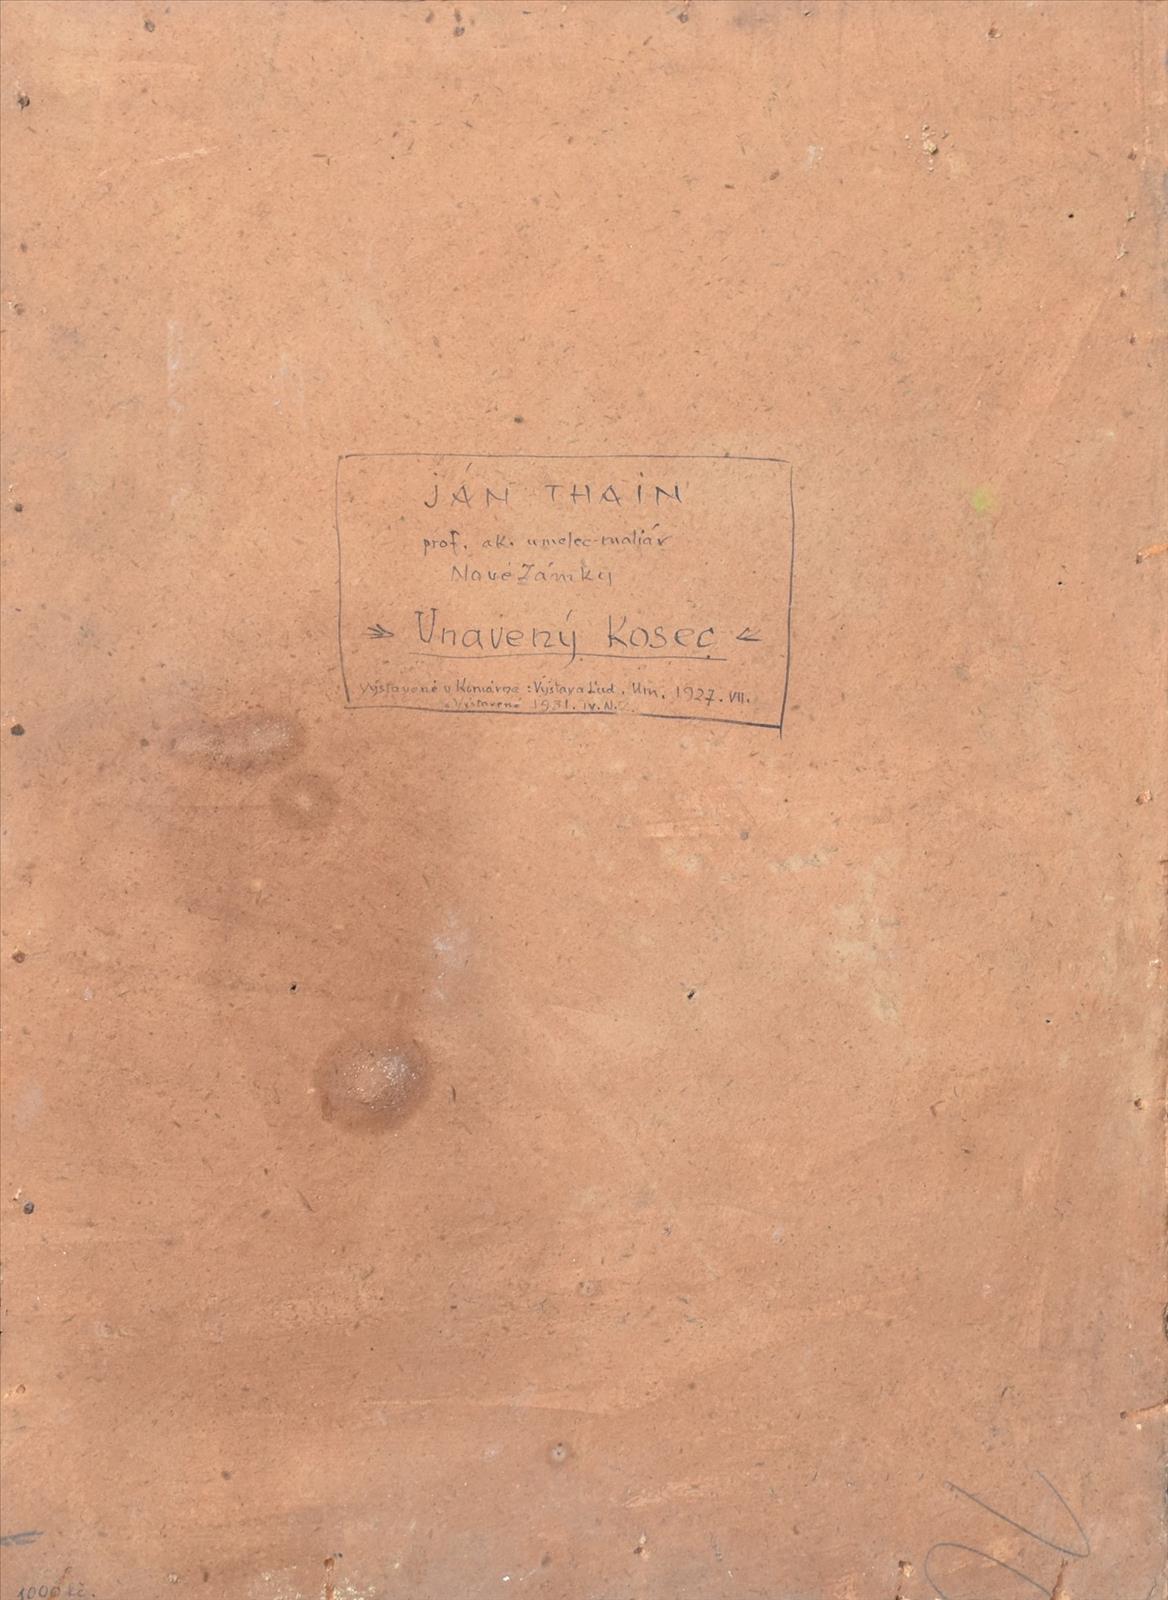 JÁN THAIN
prof. ak. umelec-maliár
Nové Zámky
» Unavený Kosec «
Vystavené v Komárne : Výstava Ľud. Um. 1927. VII.
Vystavené 1931. IV. N.Z.
1000 Kč.